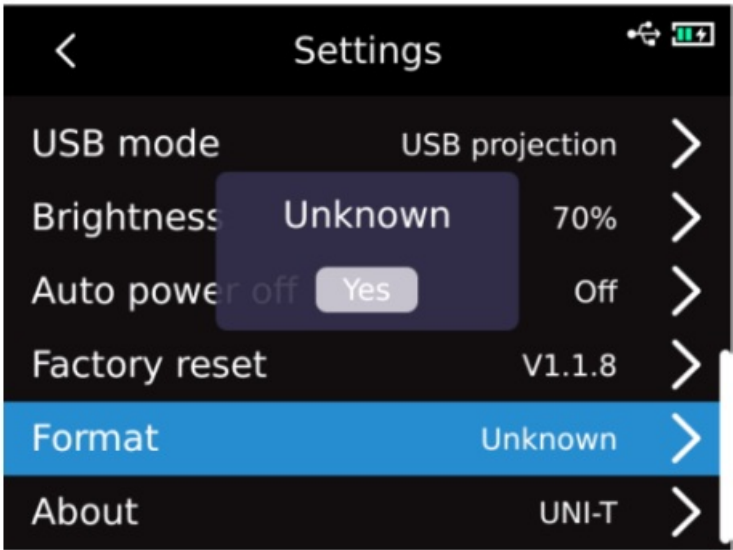 Settings
USB mode USB projection
Brightness 70%
Unknown
Auto power off Off
Yes
Factory reset V1.1.8
Format Unknown
About UNI-T